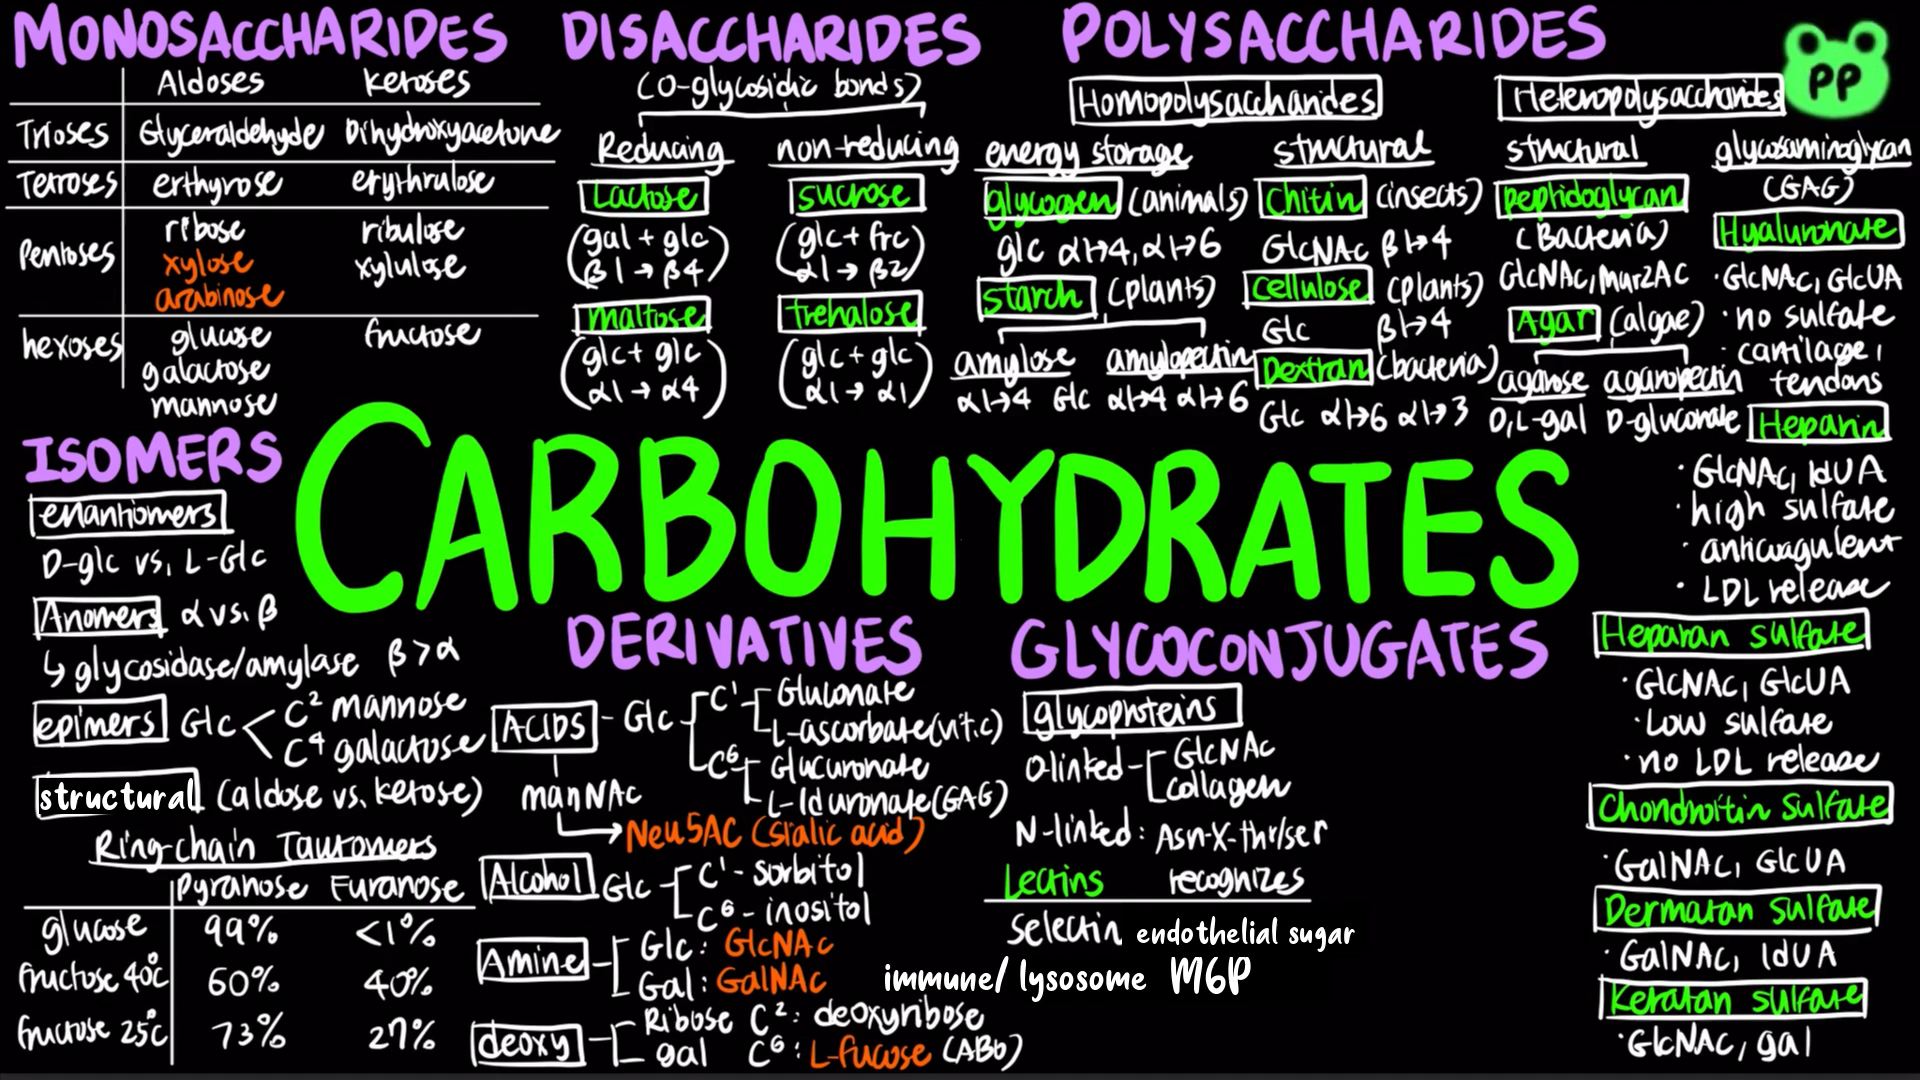 MONOSACCHARIDES
Aldoses ketoses
Trioses Glyceraldehyde Dihydroxyacetone
Tetroses erthyrose erythrulose
Pentoses ribose ribulose
xylose xylulose
arabinose
hexoses glucose fructose
galactose
mannose
DISACCHARIDES
(O-glycosidic bonds)
Reducing non-reducing
Lactose sucrose
(gal + glc (glc + frc
β1→β4) α1→β2)
maltose trehalose
(glc + glc (glc + glc
α1→α4) α1→α1)
POLYSACCHARIDES
PP
Homopolysaccharides
energy storage structural
glycogen (animals) Chitin (insects)
glc α1→4, α1→6 GlcNAc β1→4
starch (plants) cellulose (plants)
Glc β1→4
amylose amylopectin Dextran (bacteria)
α1→4 Glc α1→4 α1→6 Glc α1→6 α1→3
Heteropolysaccharides
structural
peptidoglycan
(Bacteria)
GlcNAc, Mur2Ac
Agar (algae)
agarose agaropectin
D,L-gal D-gluconate
glycosaminoglycan
(GAG)
Hyaluronate
·GlcNAc, GlcUA
·no sulfate
·cartilage,
tendons
Heparin
·GlcNAc, IdUA
·high sulfate
·anticoagulent
·LDL release
Heparan sulfate
·GlcNAc, GlcUA
·Low sulfate
·no LDL release
Chondroitin Sulfate
·GalNAc, GlcUA
Dermatan Sulfate
·GalNAc, IdUA
Keratan sulfate
·GlcNAc, gal
CARBOHYDRATES
ISOMERS
enantiomers
D-glc vs. L-Glc
Anomers α vs. β
↳ glycosidase/amylase β>α
epimers Glc < C² mannose
C⁴ galactose
structural (aldose vs. ketose)
Ring-chain Tautomers
Pyranose Furanose
glucose 99% <1%
fructose 40°C 60% 40%
fructose 25°C 73% 27%
DERIVATIVES
ACIDS - Glc C¹ Gluconate
L-ascorbate (vit.c)
C⁶ Glucuronate
L-Iduronate (GAG)
manNAc
→ Neu5AC (sialic acid)
Alcohol Glc C¹ - sorbitol
C⁶ - inositol
Amine Glc: GlcNAc
Gal: GalNAc
deoxy Ribose C²: deoxyribose
gal C⁶: L-fucose (ABO)
GLYCOCONJUGATES
glycoproteins
O-linked GlcNAc
collagen
N-linked: Asn-X-thr/ser
Lectins recognizes
Selectin endothelial sugar
immune/ lysosome M6P